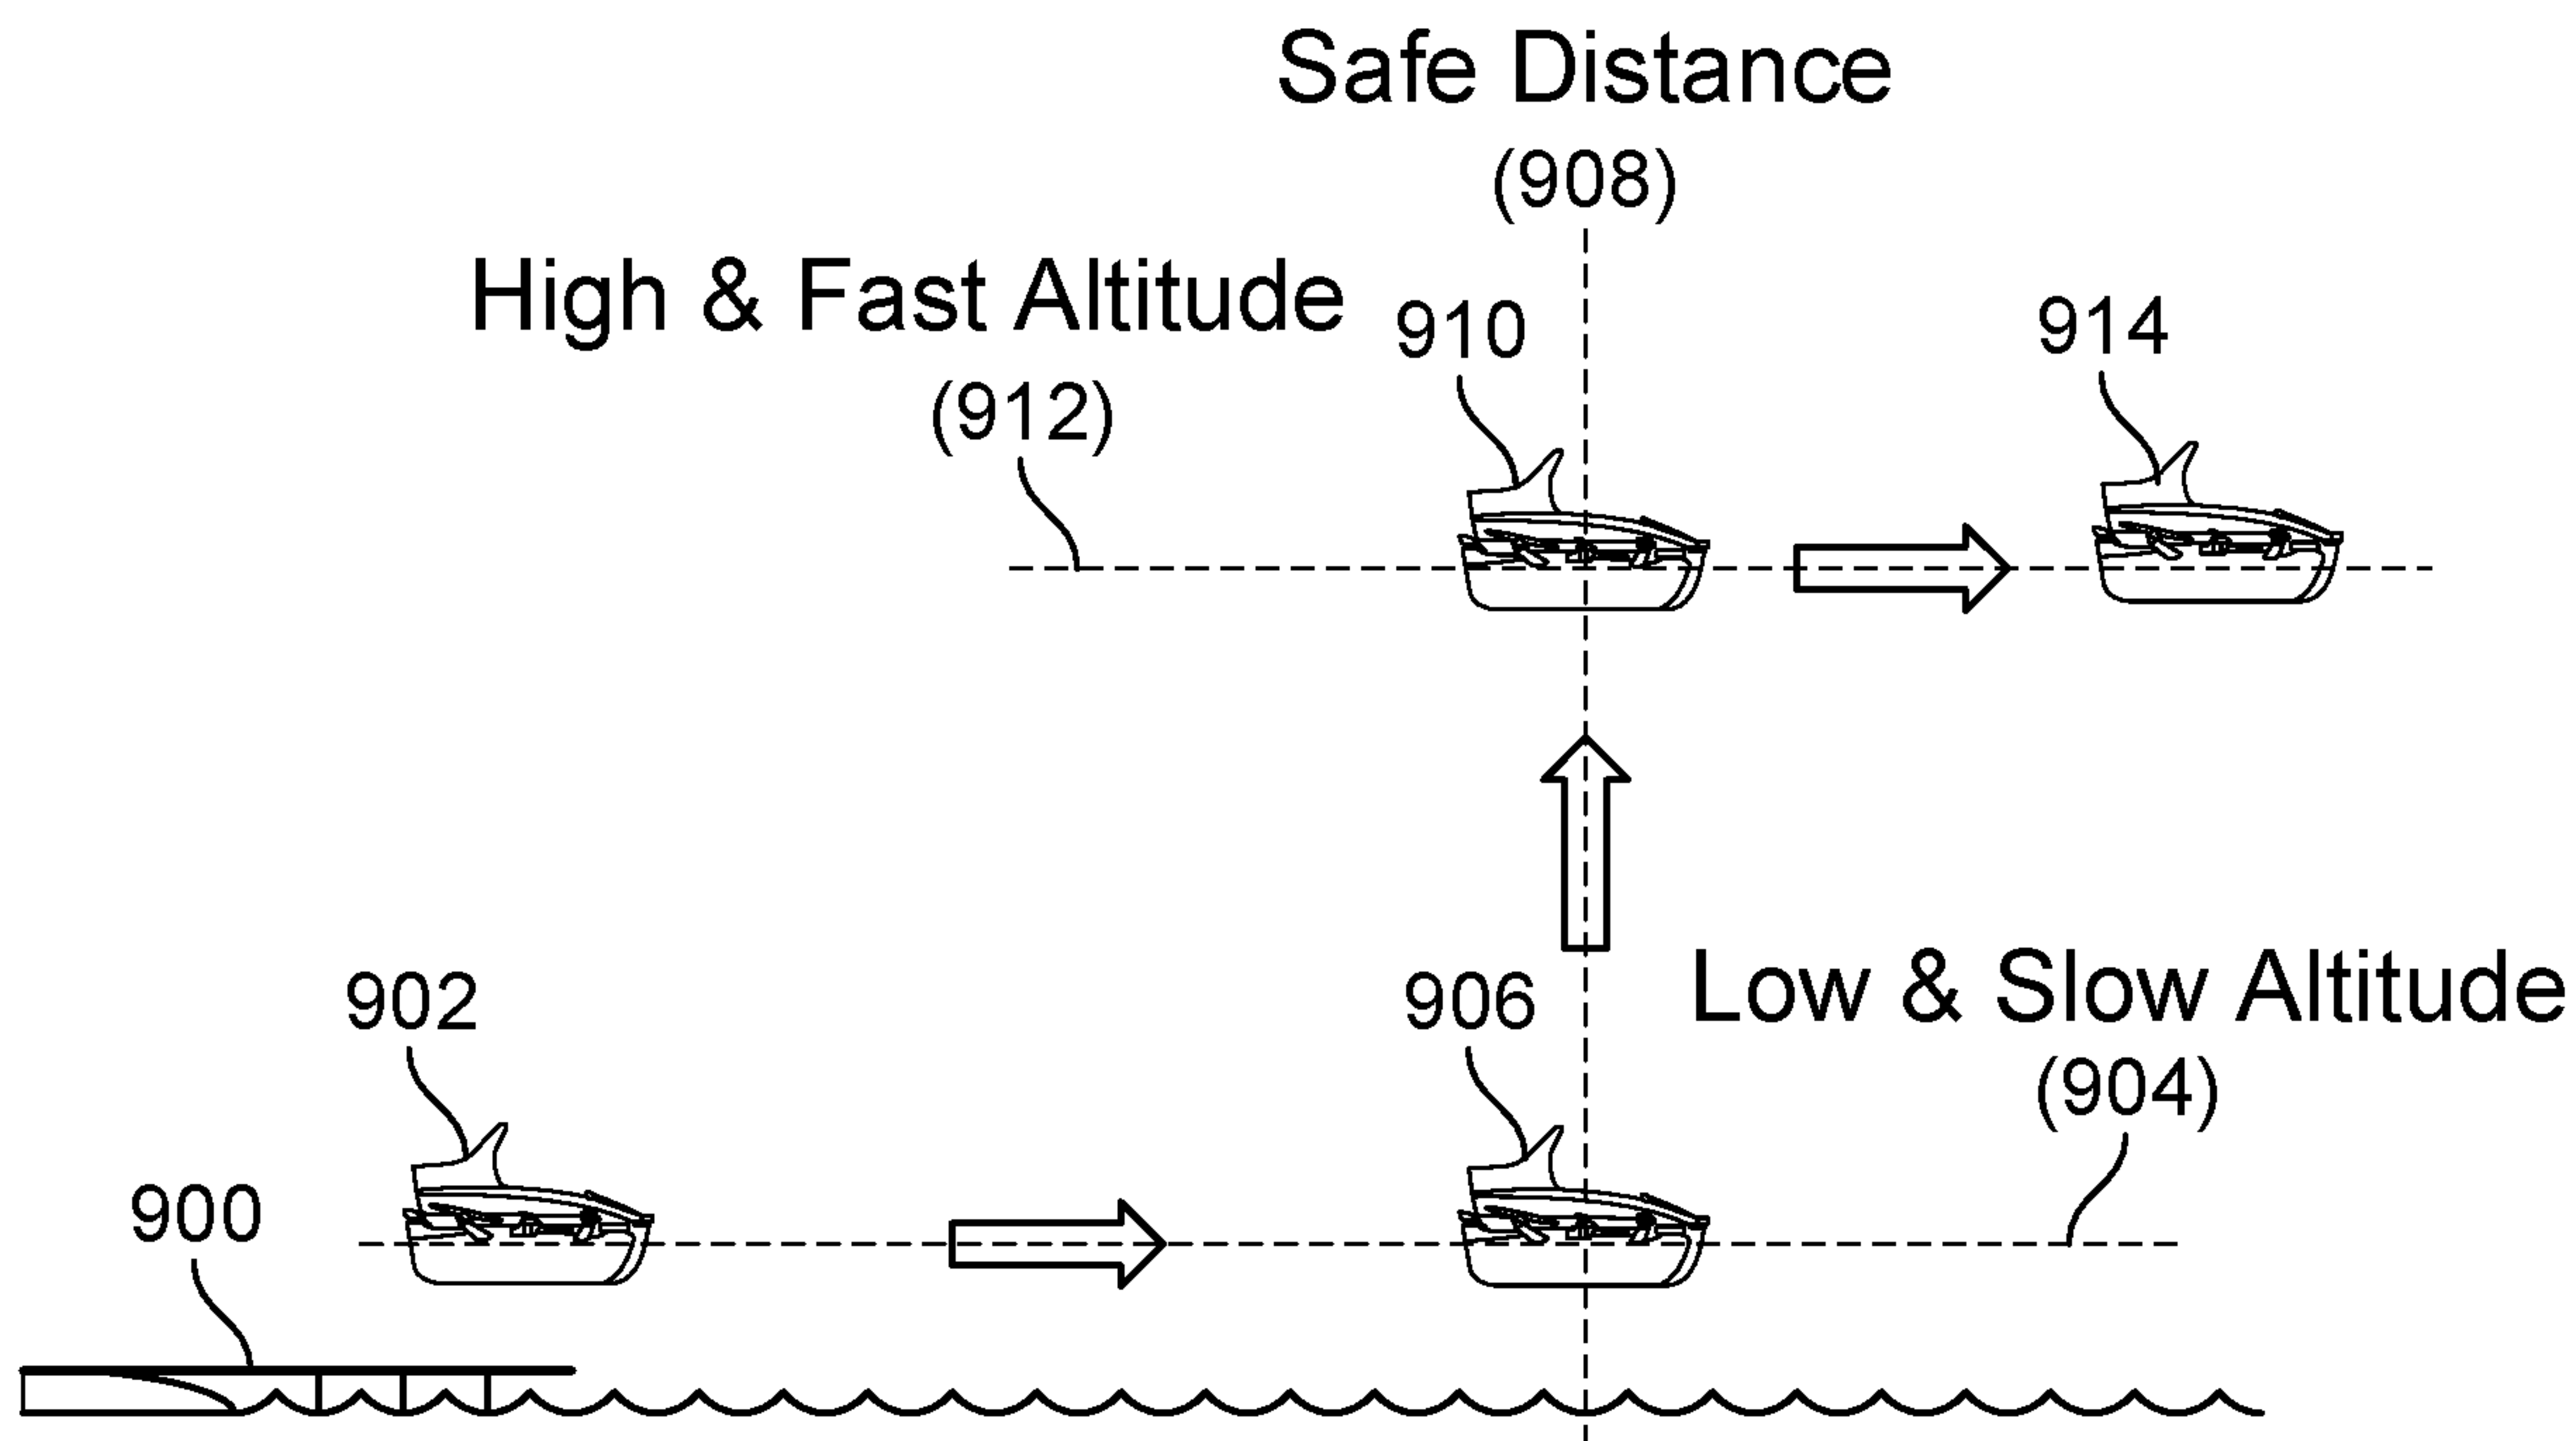 Safe Distance
(908)
High & Fast Altitude
(912)
910
914
902
906
Low & Slow Altitude
(904)
900